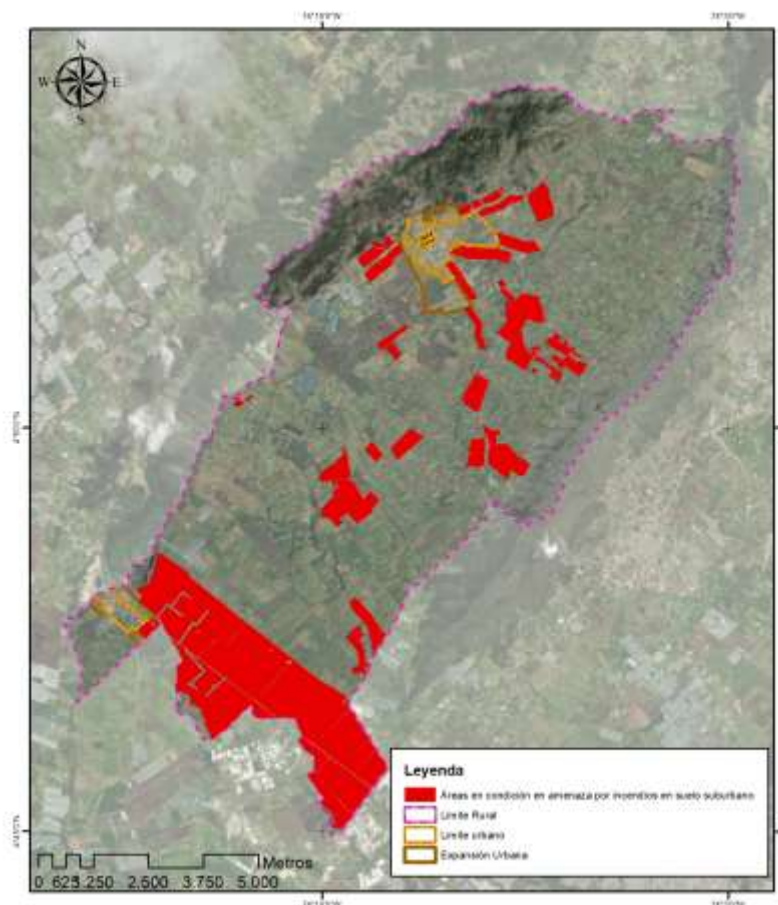 N
W E
S
Leyenda
Áreas en condición en amenaza por incendios en suelo suburbano
Límite Rural
Límite urbano
Expansión Urbana
Metros
0 625 1.250 2.500 3.750 5.000